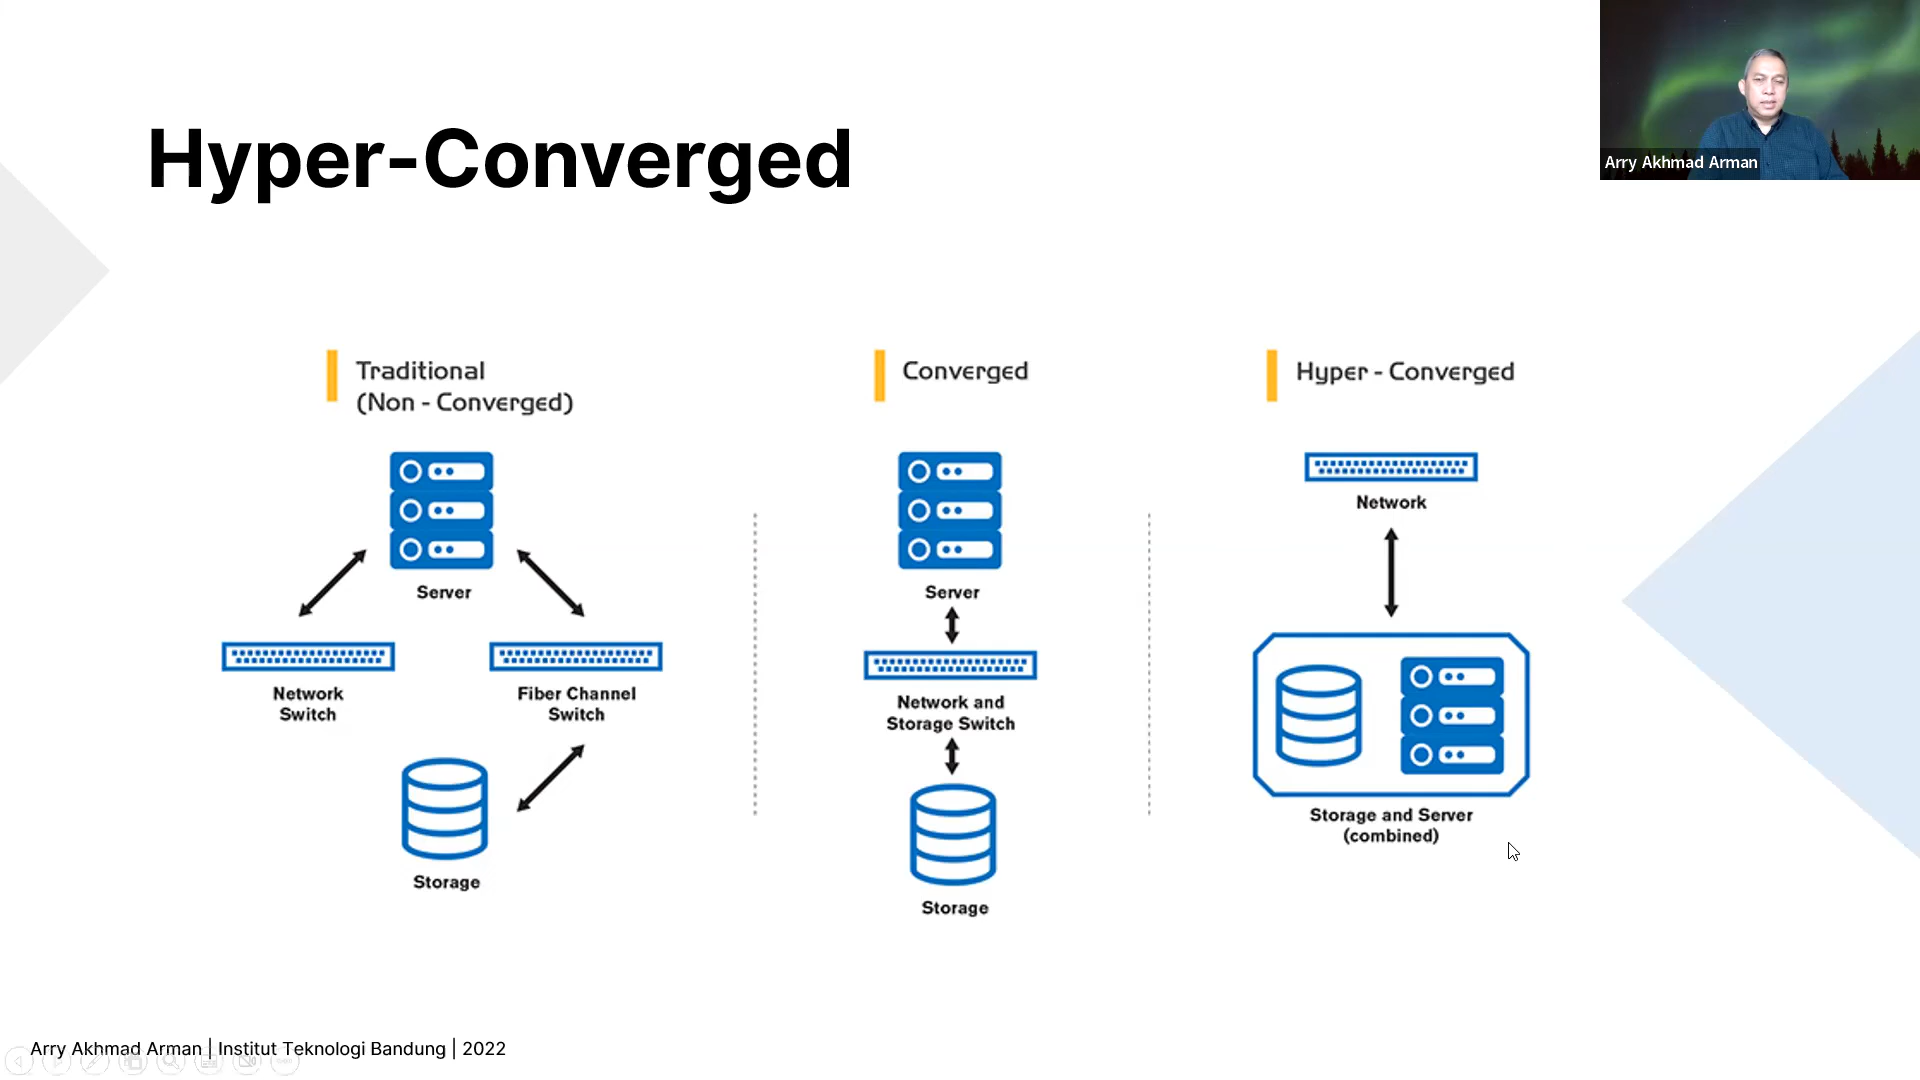 Hyper-Converged
Arry Akhmad Arman
Traditional
(Non - Converged)
Server
Network
Switch
Fiber Channel
Switch
Storage
Converged
Server
Network and
Storage Switch
Storage
Hyper - Converged
Network
Storage and Server
(combined)
Arry Akhmad Arman | Institut Teknologi Bandung | 2022